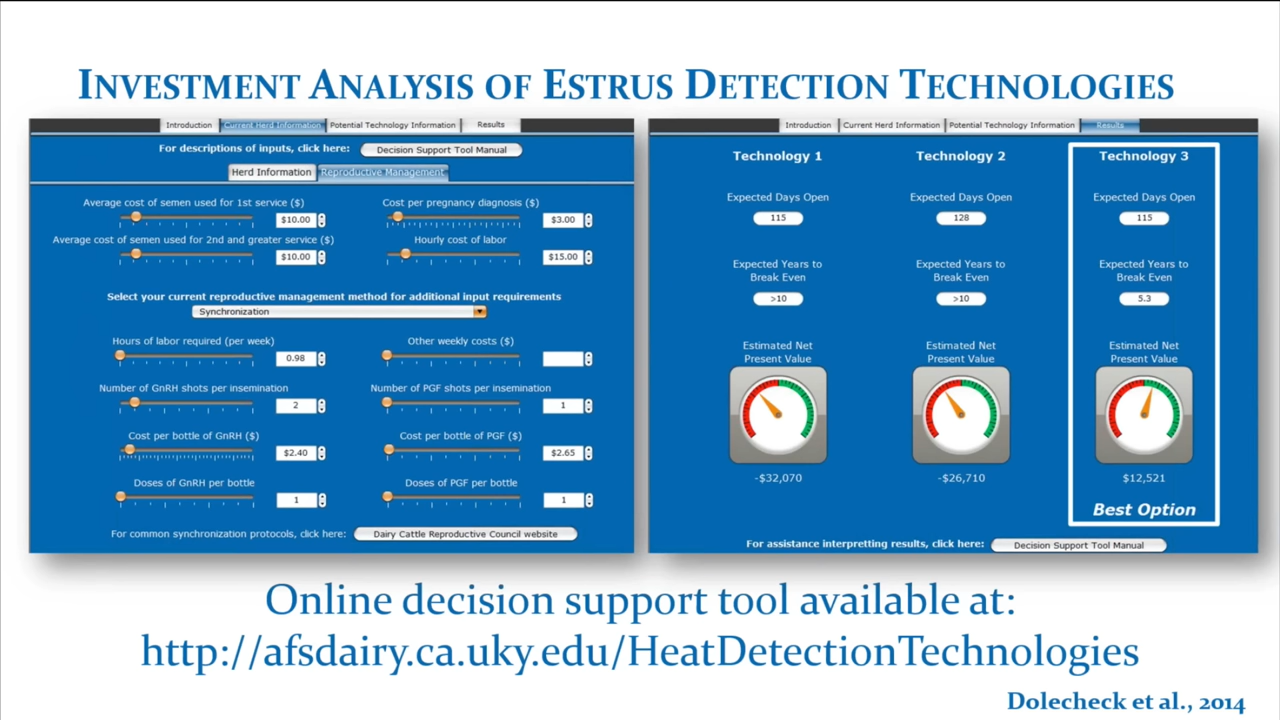 INVESTMENT ANALYSIS OF ESTRUS DETECTION TECHNOLOGIES
Introduction Current Herd Information Potential Technology Information Results
For descriptions of inputs, click here: Decision Support Tool Manual
Herd Information Reproductive Management
Average cost of semen used for 1st service ($) Cost per pregnancy diagnosis ($)
$10.00 $3.00
Average cost of semen used for 2nd and greater service ($) Hourly cost of labor
$10.00 $15.00
Select your current reproductive management method for additional input requirements
Synchronization
Hours of labor required (per week) Other weekly costs ($)
0.98
Number of GnRH shots per insemination Number of PGF shots per insemination
2 1
Cost per bottle of GnRH ($) Cost per bottle of PGF ($)
$2.40 $2.65
Doses of GnRH per bottle Doses of PGF per bottle
1 1
For common synchronization protocols, click here: Dairy Cattle Reproductive Council website
Introduction Current Herd Information Potential Technology Information Results
Technology 1 Technology 2 Technology 3
Expected Days Open Expected Days Open Expected Days Open
115 128 115
Expected Years to Expected Years to Expected Years to
Break Even Break Even Break Even
>10 >10 5.3
Estimated Net Estimated Net Estimated Net
Present Value Present Value Present Value
-$32,070 -$26,710 $12,521
Best Option
For assistance interpretting results, click here: Decision Support Tool Manual
Online decision support tool available at:
http://afsdairy.ca.uky.edu/HeatDetectionTechnologies
Dolecheck et al., 2014